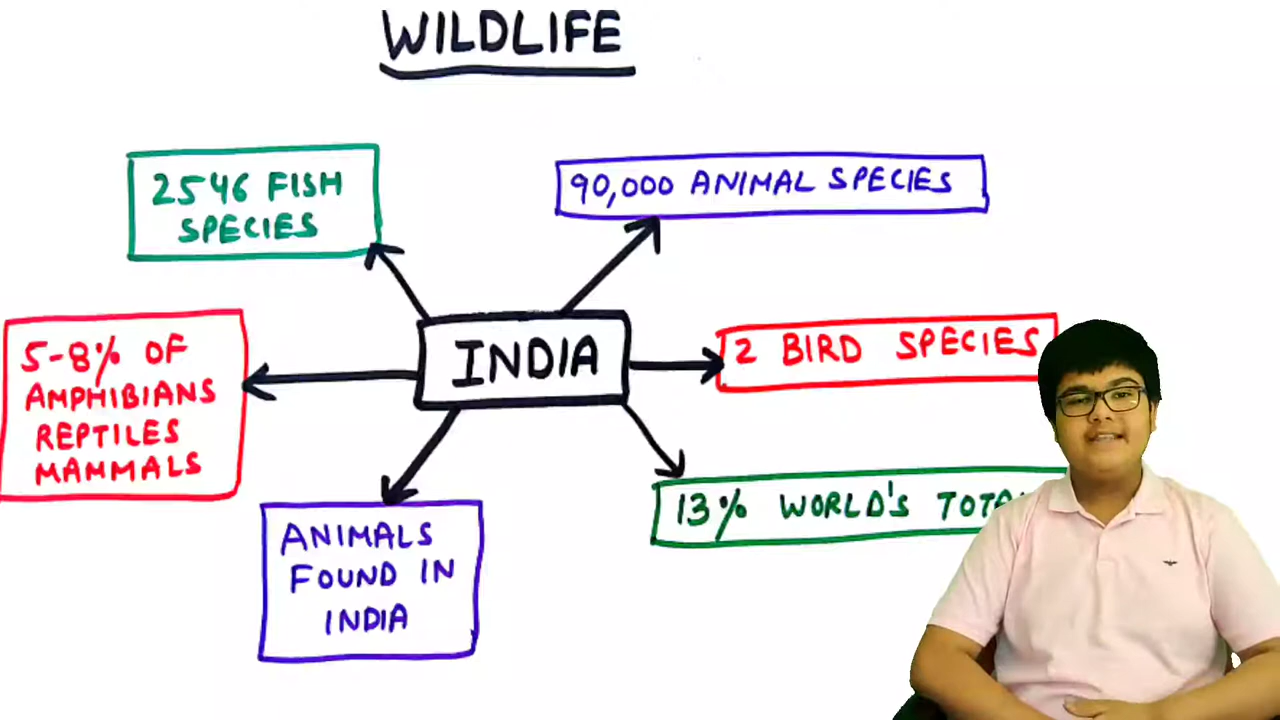 WILDLIFE
2546 FISH
SPECIES
90,000 ANIMAL SPECIES
5-8% OF
AMPHIBIANS
REPTILES
MAMMALS
INDIA
2 BIRD SPECIES
13% WORLD'S
ANIMALS
FOUND IN
INDIA